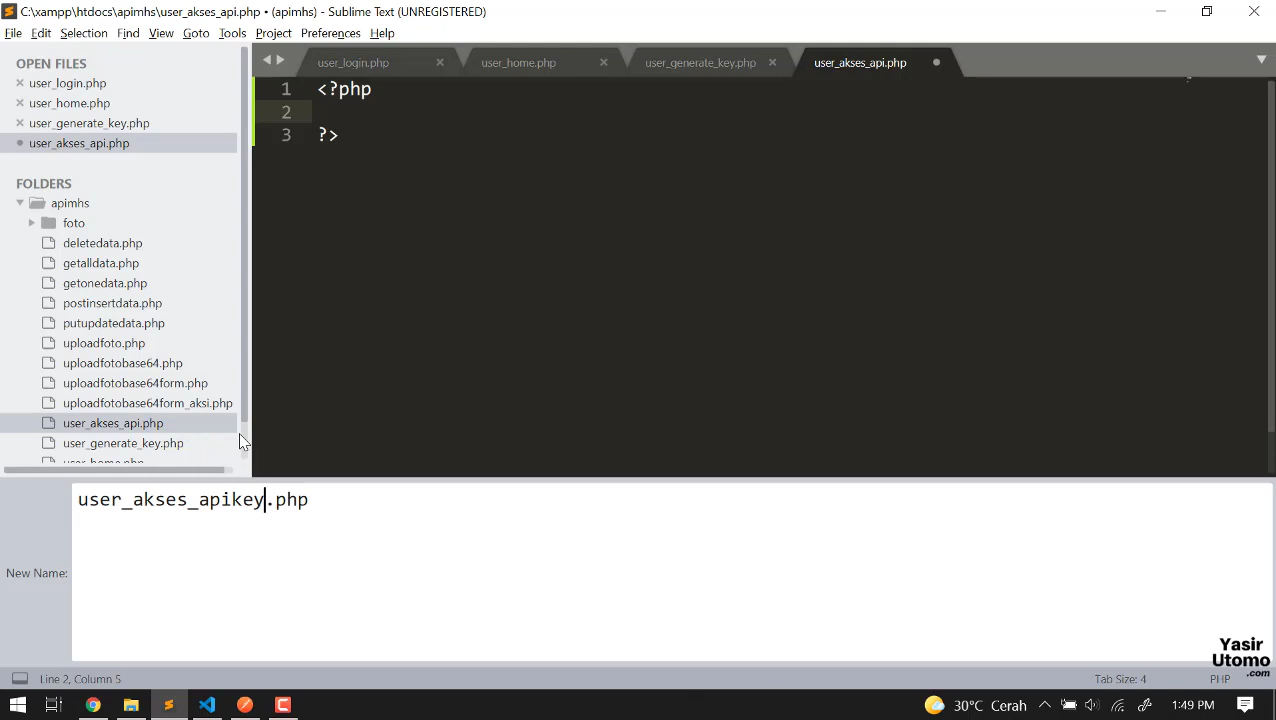 C:\xampp\htdocs\apimhs\user_akses_api.php • (apimhs) - Sublime Text (UNREGISTERED)
File Edit Selection Find View Goto Tools Project Preferences Help
OPEN FILES
user_login.php
user_home.php
user_generate_key.php
user_akses_api.php
FOLDERS
apimhs
foto
deletedata.php
getalldata.php
getonedata.php
postinsertdata.php
putupdatedata.php
uploadfoto.php
uploadfotobase64.php
uploadfotobase64form.php
uploadfotobase64form_aksi.php
user_akses_api.php
user_generate_key.php
user_home.php
user_login.php user_home.php user_generate_key.php user_akses_api.php
1 <?php
2
3 ?>
New Name: user_akses_apikey.php
Yasir
Utomo
.com
Line 2, Column 5 Tab Size: 4 PHP
30°C Cerah 1:49 PM